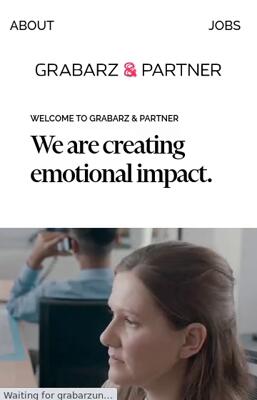 ABOUT JOBS
GRABARZ & PARTNER
WELCOME TO GRABARZ & PARTNER
We are creating
emotional impact.
Waiting for grabarzun...